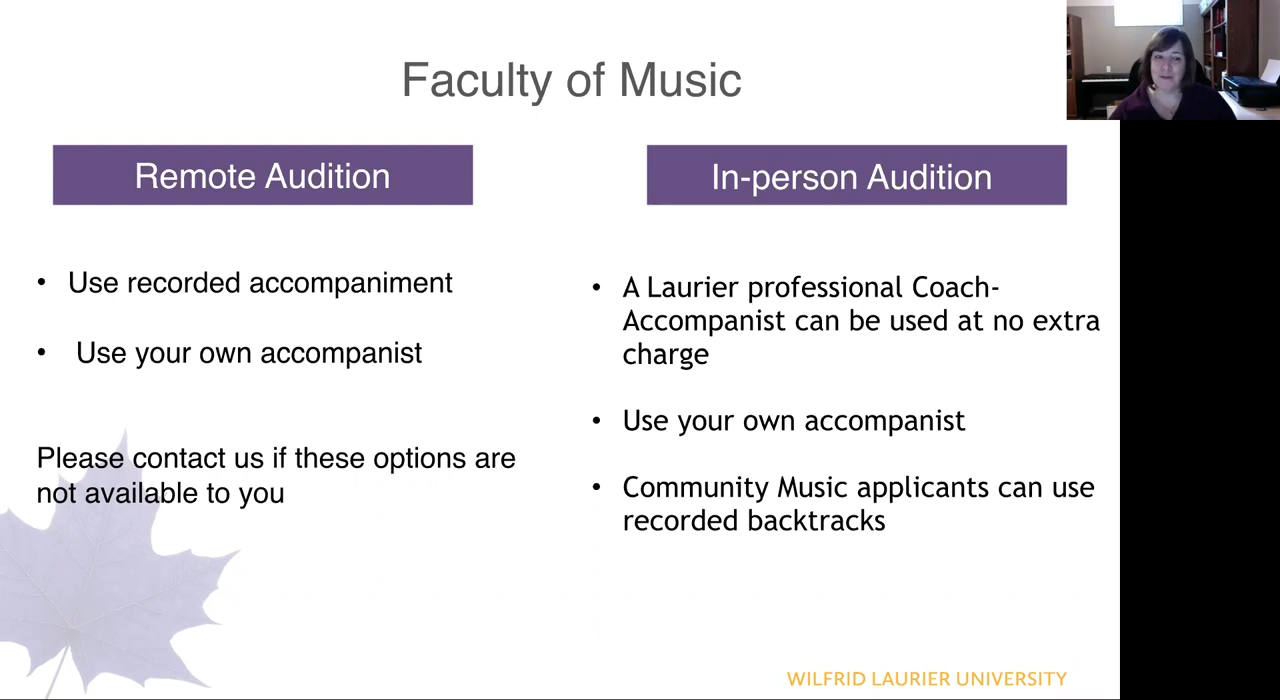 Faculty of Music
Remote Audition
• Use recorded accompaniment
• Use your own accompanist
Please contact us if these options are
not available to you
In-person Audition
• A Laurier professional Coach-
Accompanist can be used at no extra
charge
• Use your own accompanist
• Community Music applicants can use
recorded backtracks
WILFRID LAURIER UNIVERSITY